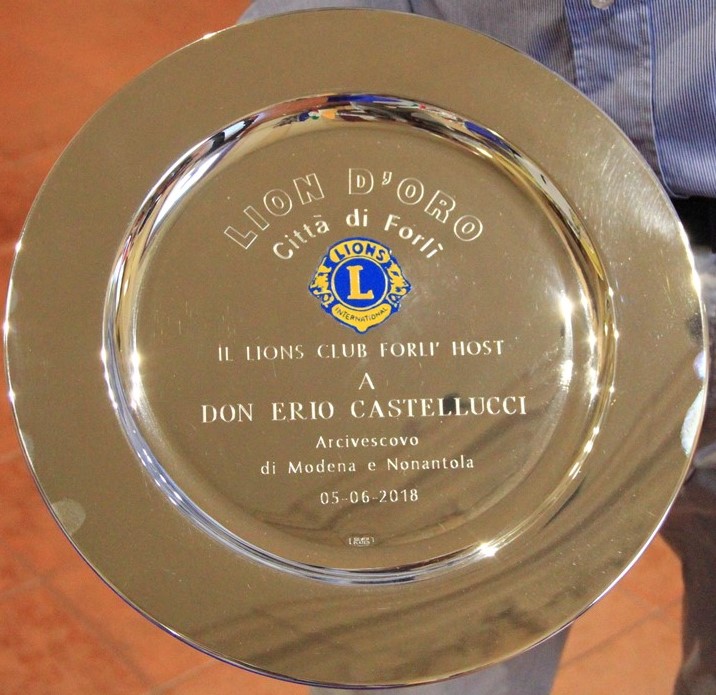 LION D'ORO
Città di Forlì
LIONS
L
INTERNATIONAL
IL LIONS CLUB FORLI' HOST
A
DON ERIO CASTELLUCCI
Arcivescovo
di Modena e Nonantola
05-06-2018